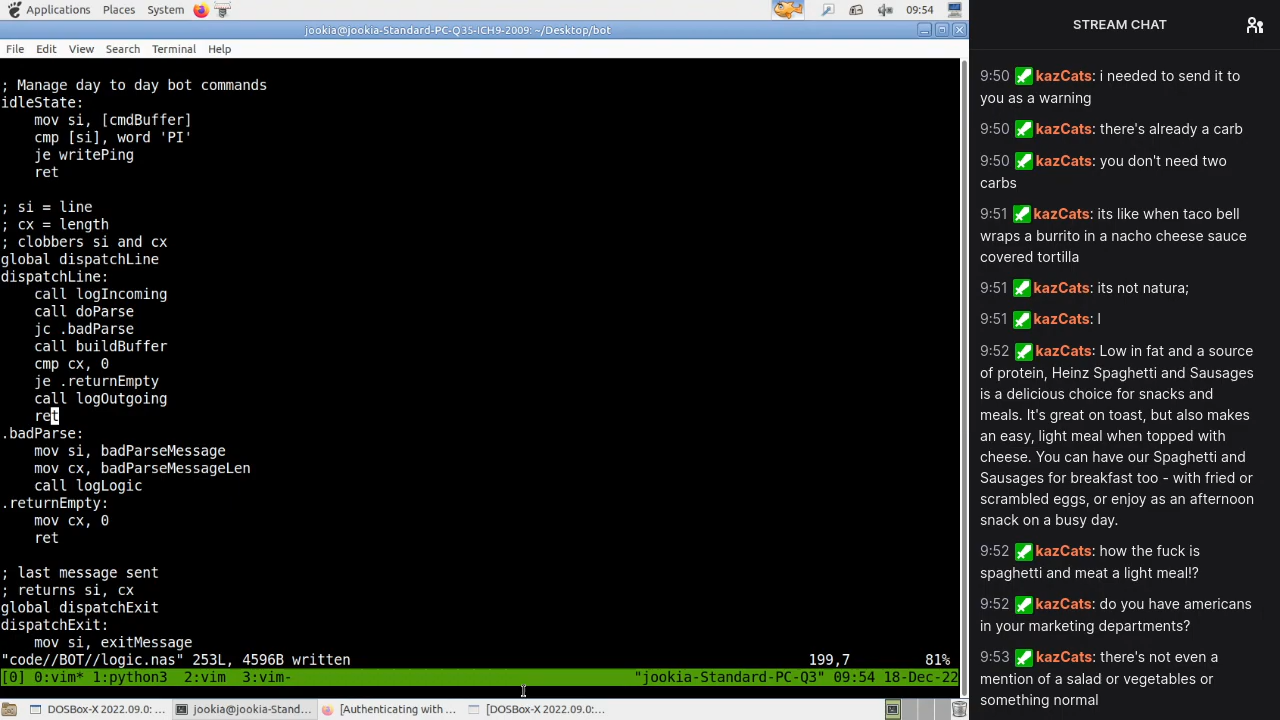 Applications Places System 09:54
jookia@jookia-Standard-PC-Q35-ICH9-2009: ~/Desktop/bot
File Edit View Search Terminal Help
; Manage day to day bot commands
idleState:
    mov si, [cmdBuffer]
    cmp [si], word 'PI'
    je writePing
    ret
; si = line
; cx = length
; clobbers si and cx
global dispatchLine
dispatchLine:
    call logIncoming
    call doParse
    jc .badParse
    call buildBuffer
    cmp cx, 0
    je .returnEmpty
    call logOutgoing
    ret
.badParse:
    mov si, badParseMessage
    mov cx, badParseMessageLen
    call logLogic
.returnEmpty:
    mov cx, 0
    ret
; last message sent
; returns si, cx
global dispatchExit
dispatchExit:
    mov si, exitMessage
"code//BOT//logic.nas" 253L, 4596B written 199,7 81%
[0] 0:vim* 1:python3  2:vim  3:vim- "jookia-Standard-PC-Q3" 09:54 18-Dec-22
DOSBox-X 2022.09.0: ... jookia@jookia-Stand... [Authenticating with ... [DOSBox-X 2022.09.0:...
STREAM CHAT
9:50 kazCats: i needed to send it to
you as a warning
9:50 kazCats: there's already a carb
9:50 kazCats: you don't need two
carbs
9:51 kazCats: its like when taco bell
wraps a burrito in a nacho cheese sauce
covered tortilla
9:51 kazCats: its not natura;
9:51 kazCats: l
9:52 kazCats: Low in fat and a source
of protein, Heinz Spaghetti and Sausages
is a delicious choice for snacks and
meals. It's great on toast, but also makes
an easy, light meal when topped with
cheese. You can have our Spaghetti and
Sausages for breakfast too - with fried or
scrambled eggs, or enjoy as an afternoon
snack on a busy day.
9:52 kazCats: how the fuck is
spaghetti and meat a light meal!?
9:52 kazCats: do you have americans
in your marketing departments?
9:53 kazCats: there's not even a
mention of a salad or vegetables or
something normal